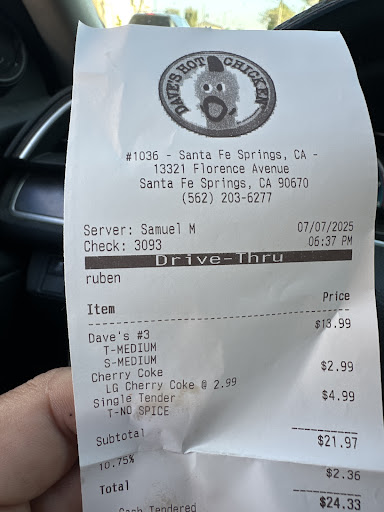 DAVE'S HOT CHICKEN
#1036 - Santa Fe Springs, CA -
13321 Florence Avenue
Santa Fe Springs, CA 90670
(562) 203-6277
Server: Samuel M 07/07/2025
Check: 3093 06:37 PM
Drive-Thru
ruben
Item Price
Dave's #3 $13.99
T-MEDIUM
S-MEDIUM
Cherry Coke $2.99
LG Cherry Coke @ 2.99
Single Tender $4.99
T-NO SPICE
Subtotal $21.97
10.75% $2.36
Total $24.33
Cash Tendered